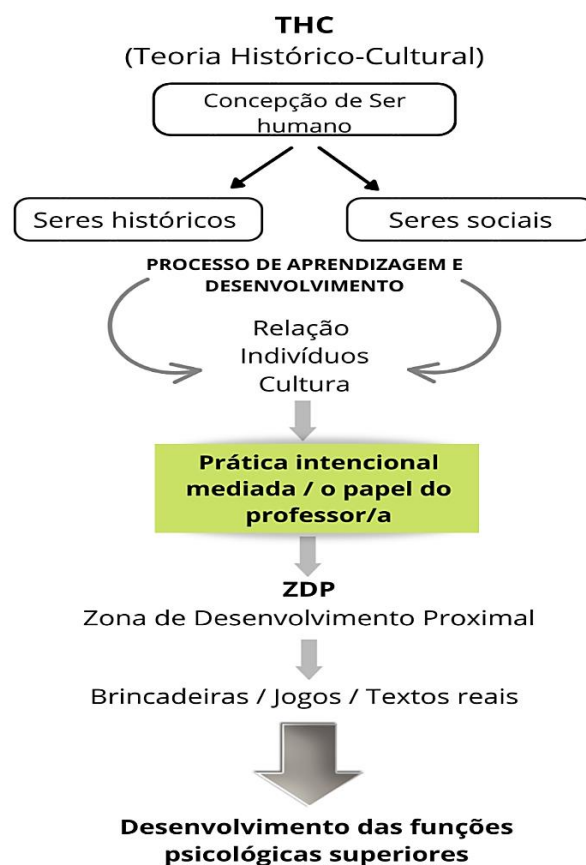 THC
(Teoria Histórico-Cultural)
Concepção de Ser
humano
Seres históricos
Seres sociais
PROCESSO DE APRENDIZAGEM E
DESENVOLVIMENTO
Relação
Indivíduos
Cultura
Prática intencional
mediada / o papel do
professor/a
ZDP
Zona de Desenvolvimento Proximal
Brincadeiras / Jogos / Textos reais
Desenvolvimento das funções
psicológicas superiores